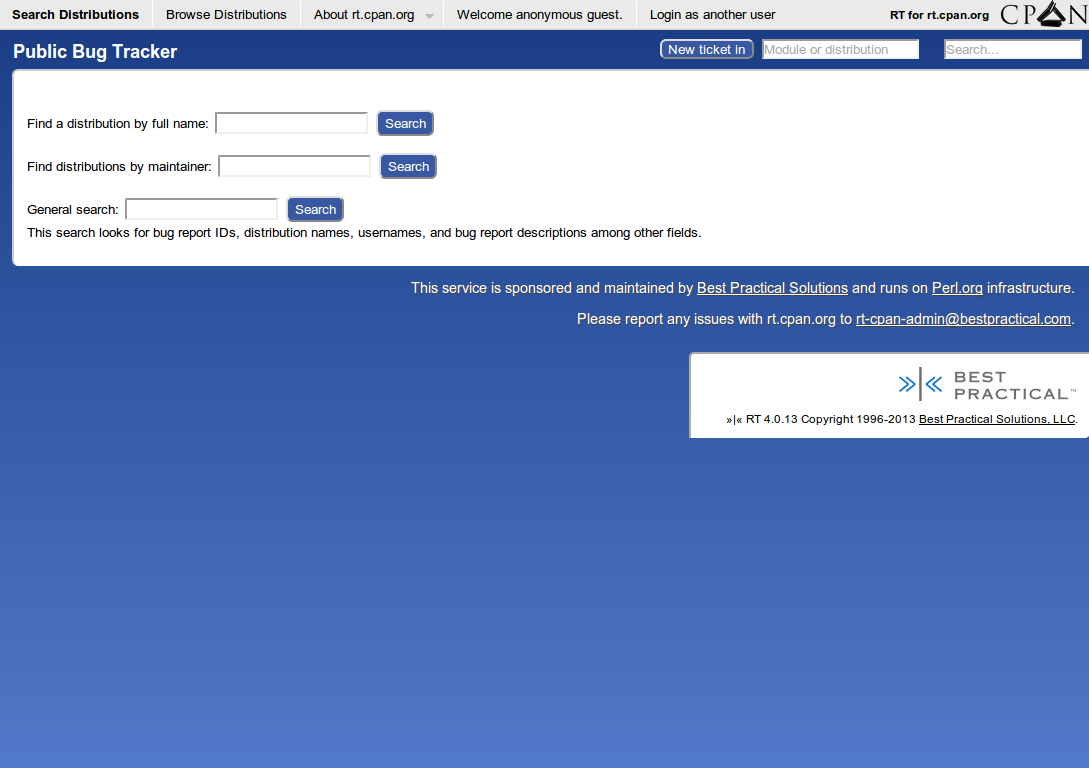 Search Distributions Browse Distributions About rt.cpan.org Welcome anonymous guest. Login as another user RT for rt.cpan.org CPAN
Public Bug Tracker New ticket in Module or distribution Search...
Find a distribution by full name: Search
Find distributions by maintainer: Search
General search: Search
This search looks for bug report IDs, distribution names, usernames, and bug report descriptions among other fields.
This service is sponsored and maintained by Best Practical Solutions and runs on Perl.org infrastructure.
Please report any issues with rt.cpan.org to rt-cpan-admin@bestpractical.com.
»|« BEST
PRACTICAL™
»|« RT 4.0.13 Copyright 1996-2013 Best Practical Solutions, LLC.